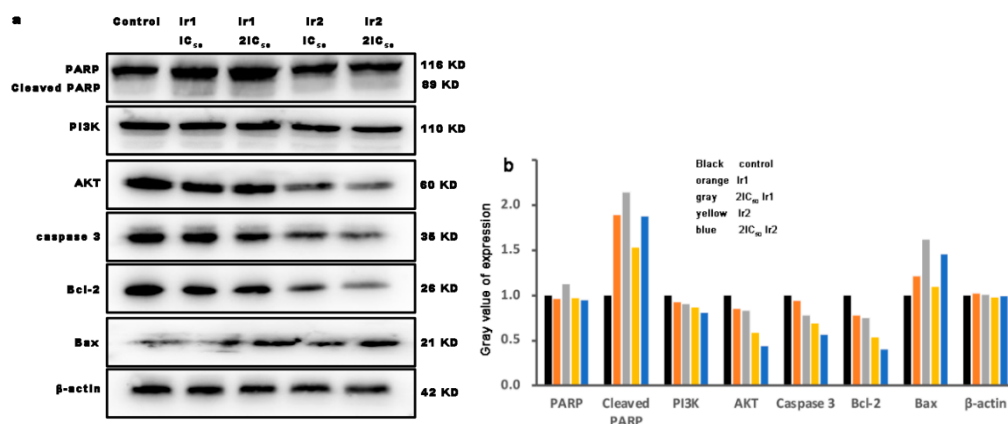 a
Control Ir1 Ir1 Ir2 Ir2
IC₅₀ 2IC₅₀ IC₅₀ 2IC₅₀
PARP 116 KD
Cleaved PARP 89 KD
PI3K 110 KD
AKT 60 KD
caspase 3 35 KD
Bcl-2 26 KD
Bax 21 KD
β-actin 42 KD
b
Black control
orange Ir1
gray 2IC₅₀ Ir1
yellow Ir2
blue 2IC₅₀ Ir2
Gray value of expression
2.0
1.5
1.0
0.5
0.0
PARP Cleaved PI3K AKT Caspase 3 Bcl-2 Bax β-actin
PARP